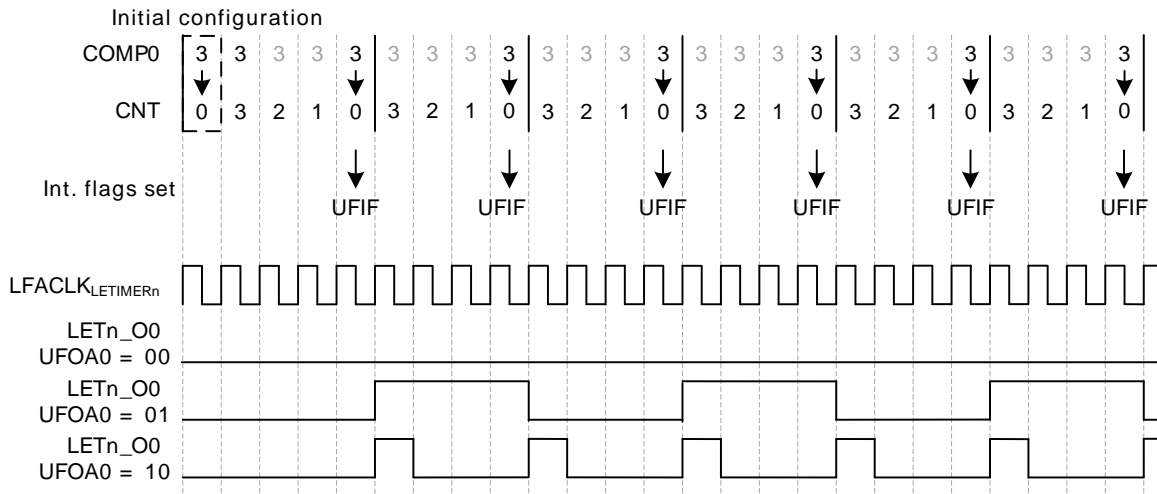 Initial configuration
COMP0 3 3 3 3 3 3 3 3 3 3 3 3 3 3 3 3 3 3 3 3 3 3 3 3 3
CNT 0 3 2 1 0 3 2 1 0 3 2 1 0 3 2 1 0 3 2 1 0 3 2 1 0
Int. flags set
UFIF UFIF UFIF UFIF UFIF UFIF
LFACLK LETIMERn
LETn_O0
UFOA0 = 00
LETn_O0
UFOA0 = 01
LETn_O0
UFOA0 = 10